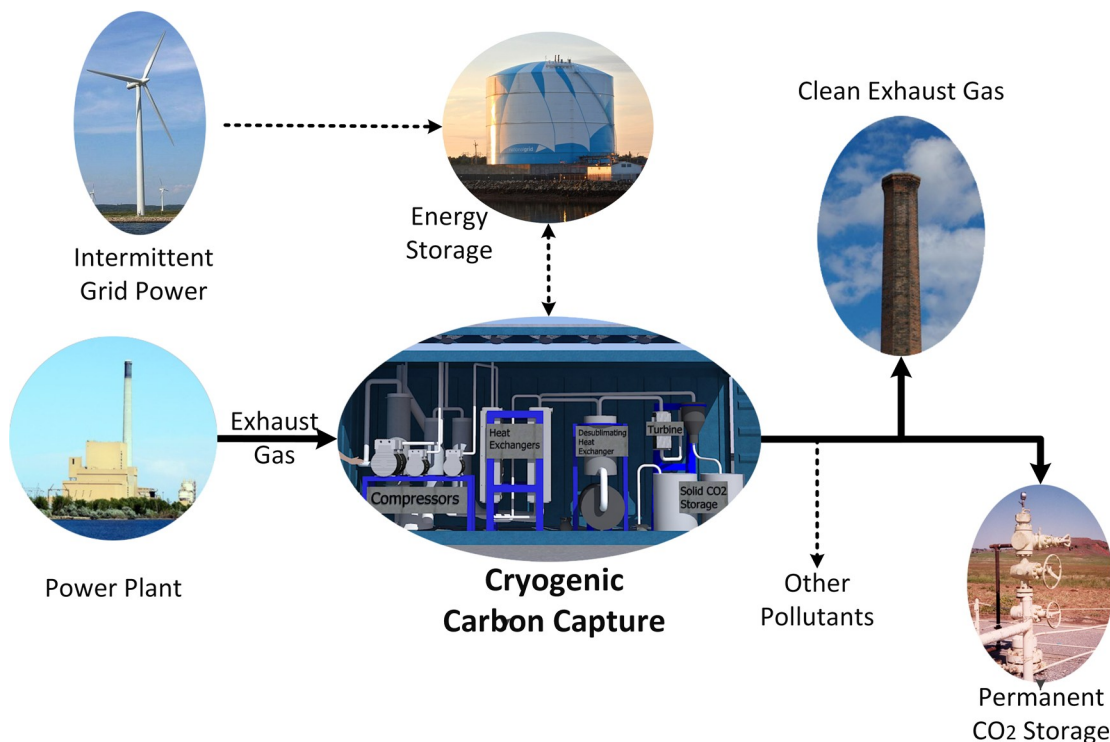 Clean Exhaust Gas
Energy
Storage
Intermittent
Grid Power
Exhaust
Gas
Heat
Exchangers
Desublimating
Heat
Exchanger
Turbine
Compressors
Solid CO2
Storage
Power Plant
Cryogenic
Carbon Capture
Other
Pollutants
Permanent
CO2 Storage